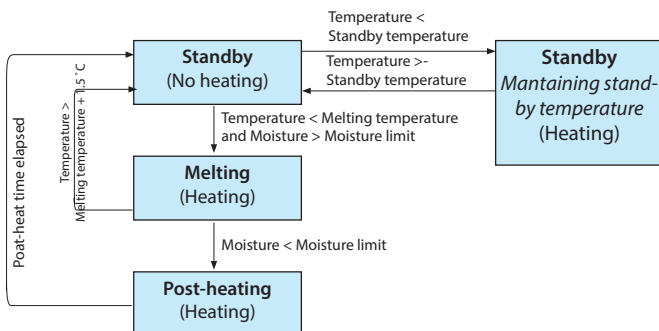 Standby
(No heating)
Temperature <
Standby temperature
Temperature >-
Standby temperature
Standby
Mantaining stand-
by temperature
(Heating)
Temperature < Melting temperature
and Moisture > Moisture limit
Melting
(Heating)
Moisture < Moisture limit
Post-heating
(Heating)
Temperature >
Melting temperature + 1.5 °C
Poat-heat time elapsed